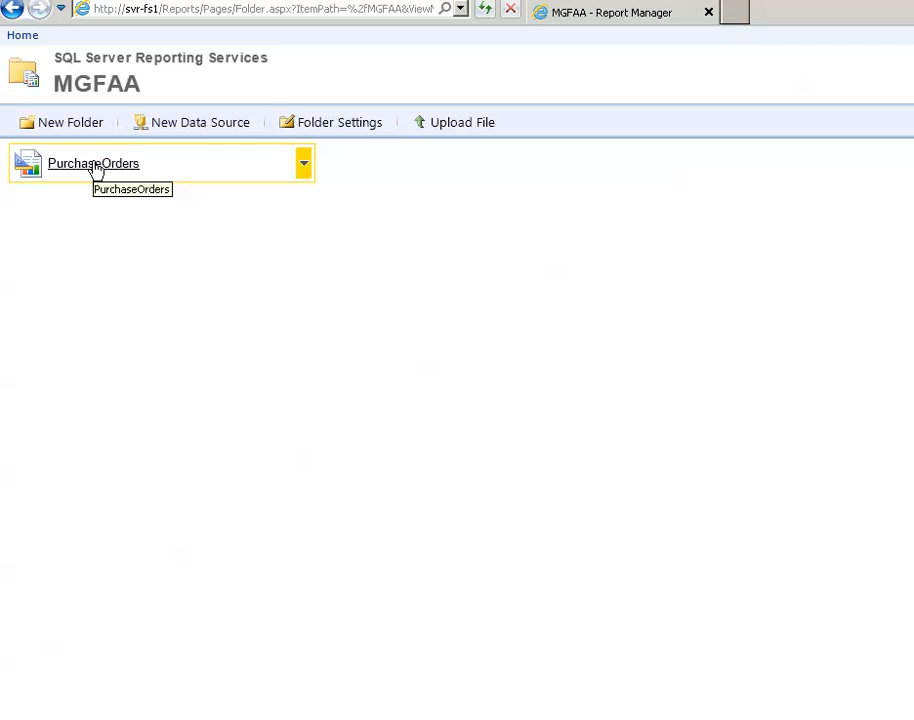 http://svr-fs1/Reports/Pages/Folder.aspx?ItemPath=%2fMGFAA&View
MGFAA - Report Manager
Home
SQL Server Reporting Services
MGFAA
New Folder
New Data Source
Folder Settings
Upload File
PurchaseOrders
PurchaseOrders